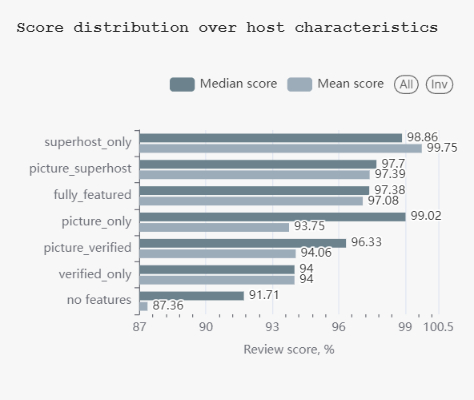 Score distribution over host characteristics
Median score Mean score All Inv
superhost_only 98.86
99.75
picture_superhost 97.7
97.39
fully_featured 97.38
97.08
picture_only 99.02
93.75
picture_verified 96.33
94.06
verified_only 94
94
no features 91.71
87.36
87 90 93 96 99 100.5
Review score, %